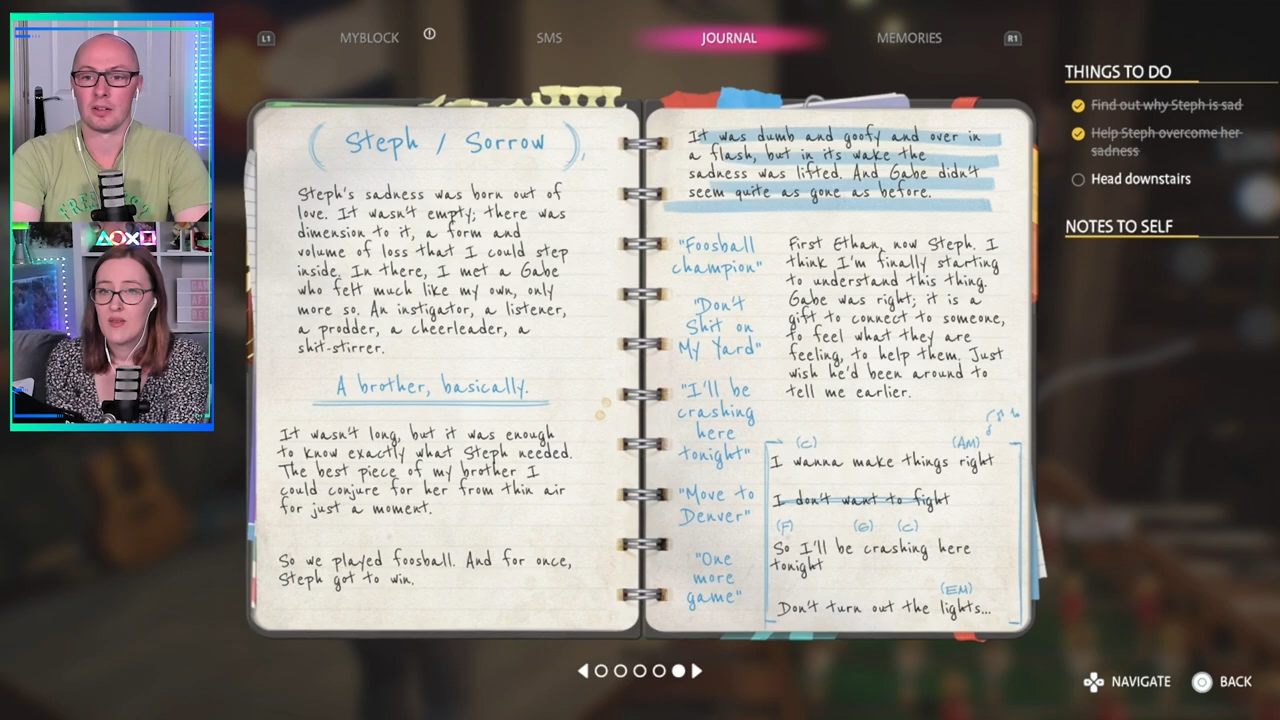 L1
MYBLOCK
SMS
JOURNAL
MEMORIES
R1
THINGS TO DO
Find out why Steph is sad
Help Steph overcome her
sadness
Head downstairs
NOTES TO SELF
(Steph / Sorrow)
Steph's sadness was born out of
love. It wasn't empty; there was
dimension to it, a form and
volume of loss that I could step
inside. In there, I met a Gabe
who felt much like my own, only
more so. An instigator, a listener,
a prodder, a cheerleader, a
shit-stirrer.
A brother, basically.
It wasn't long, but it was enough
to know exactly what Steph needed.
The best piece of my brother I
could conjure for her from thin air
for just a moment.
So we played foosball. And for once,
Steph got to win.
It was dumb and goofy and over in
a flash, but in its wake the
sadness was lifted. And Gabe didn't
seem quite as gone as before.
"Foosball
champion"
"Don't
Shit on
My Yard"
"I'll be
crashing
here
tonight"
"Move to
Denver"
"One
more
game"
First Ethan, now Steph. I
think I'm finally starting
to understand this thing.
Gabe was right; it is a
gift to connect to someone,
to feel what they are
feeling, to help them. Just
wish he'd been around to
tell me earlier.
(C) (AM)
I wanna make things right
I don't want to fight
(F) (G) (C)
So I'll be crashing here
tonight
(EM)
Don't turn out the lights...
NAVIGATE
BACK